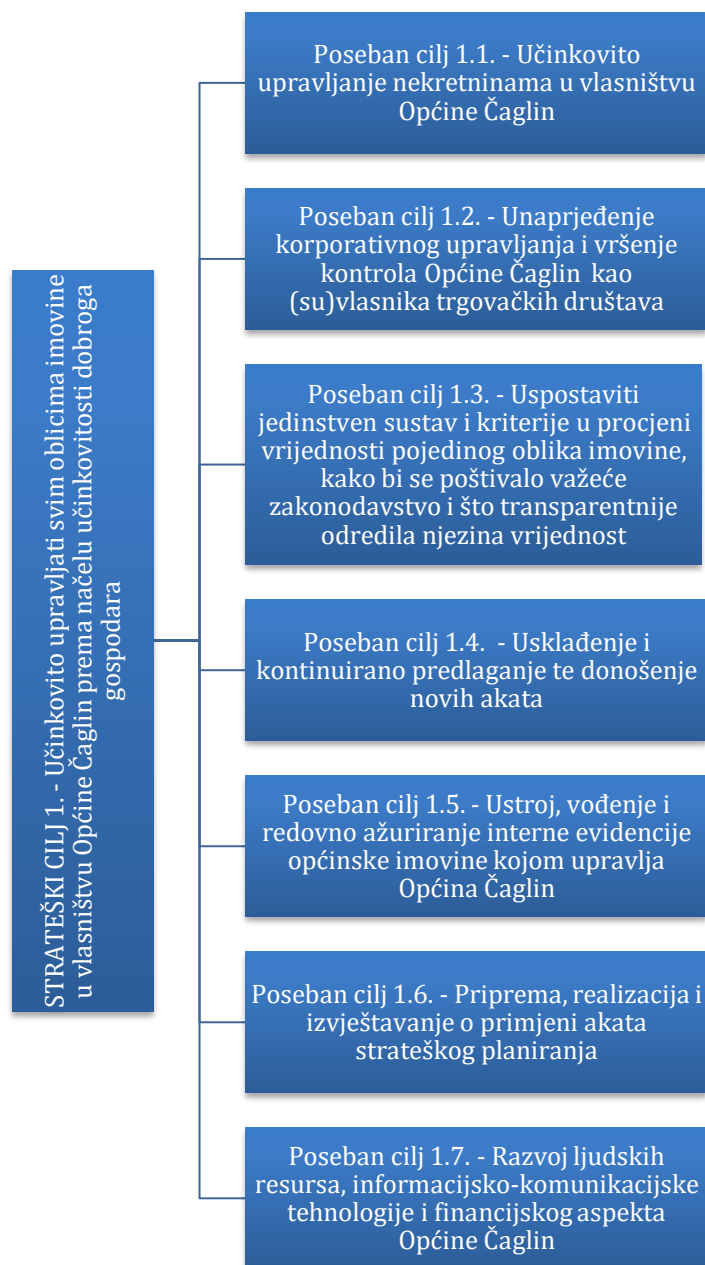 STRATEŠKI CILJ 1. - Učinkovito upravljati svim oblicima imovine
u vlasništvu Općine Čaglin prema načelu učinkovitosti dobroga
gospodara
Poseban cilj 1.1. - Učinkovito
upravljanje nekretninama u vlasništvu
Općine Čaglin
Poseban cilj 1.2. - Unaprjeđenje
korporativnog upravljanja i vršenje
kontrola Općine Čaglin kao
(su)vlasnika trgovačkih društava
Poseban cilj 1.3. - Uspostaviti
jedinstven sustav i kriterije u procjeni
vrijednosti pojedinog oblika imovine,
kako bi se poštivalo važeće
zakonodavstvo i što transparentnije
odredila njezina vrijednost
Poseban cilj 1.4. - Usklađenje i
kontinuirano predlaganje te donošenje
novih akata
Poseban cilj 1.5. - Ustroj, vođenje i
redovno ažuriranje interne evidencije
općinske imovine kojom upravlja
Općina Čaglin
Poseban cilj 1.6. - Priprema, realizacija i
izvještavanje o primjeni akata
strateškog planiranja
Poseban cilj 1.7. - Razvoj ljudskih
resursa, informacijsko-komunikacijske
tehnologije i financijskog aspekta
Općine Čaglin